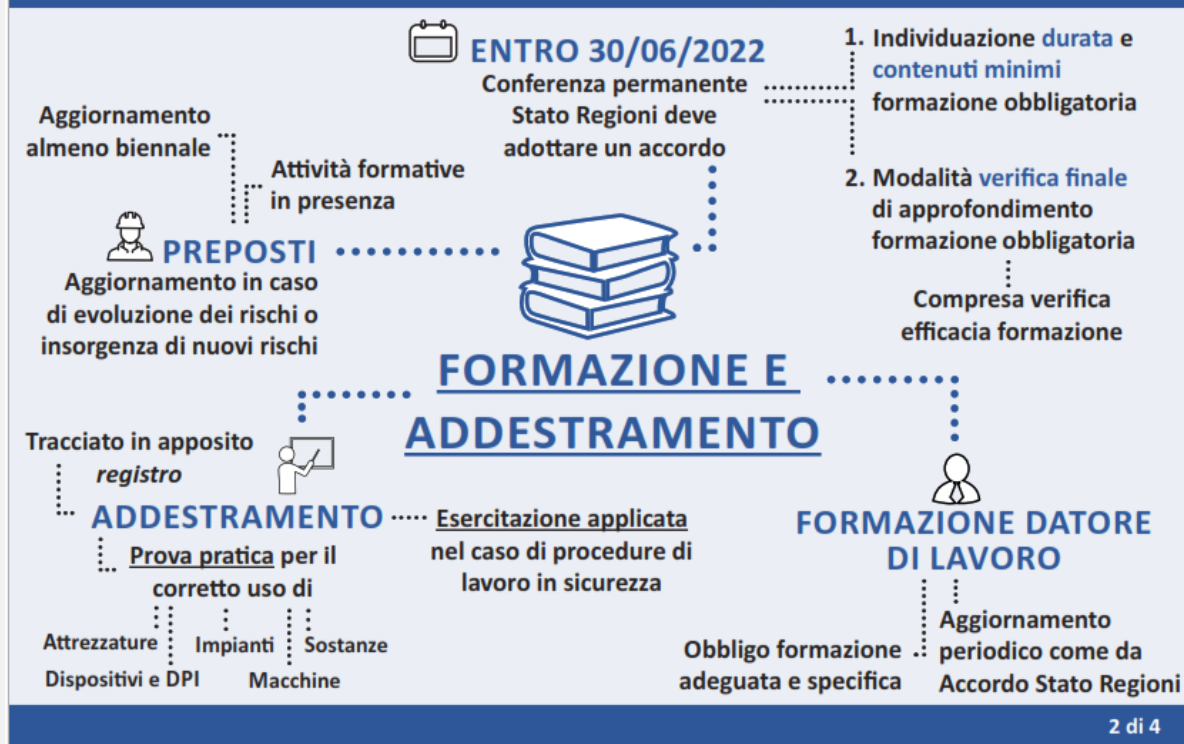 ENTRO 30/06/2022
Conferenza permanente
Stato Regioni deve
adottare un accordo
1. Individuazione durata e
contenuti minimi
formazione obbligatoria
2. Modalità verifica finale
di approfondimento
formazione obbligatoria
Compresa verifica
efficacia formazione
Aggiornamento
almeno biennale
Attività formative
in presenza
PREPOSTI
Aggiornamento in caso
di evoluzione dei rischi o
insorgenza di nuovi rischi
FORMAZIONE E
ADDESTRAMENTO
Tracciato in apposito
registro
ADDESTRAMENTO
Esercitazione applicata
nel caso di procedure di
lavoro in sicurezza
Prova pratica per il
corretto uso di
Attrezzature
Impianti
Sostanze
Dispositivi e DPI
Macchine
FORMAZIONE DATORE
DI LAVORO
Obbligo formazione
adeguata e specifica
Aggiornamento
periodico come da
Accordo Stato Regioni
2 di 4